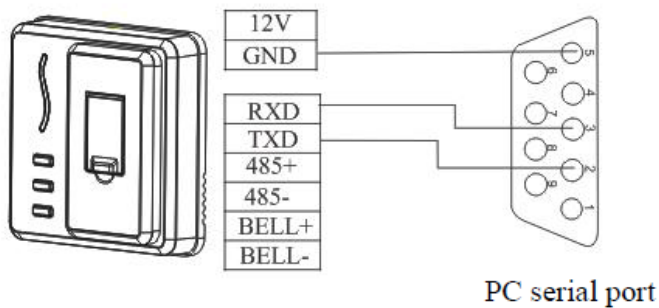 12V
GND
RXD
TXD
485+
485-
BELL+
BELL-
5
9
4
8
3
7
2
6
1
PC serial port